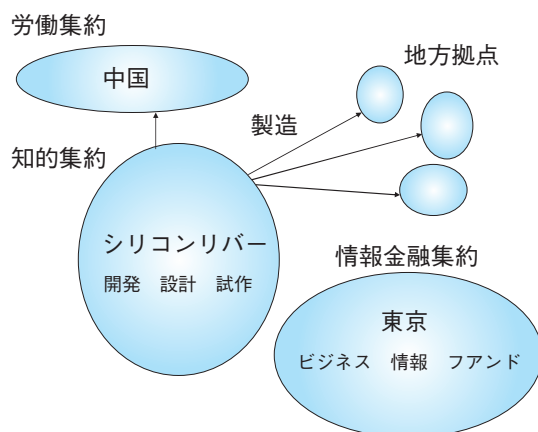 労働集約
中国
地方拠点
製造
知的集約
シリコンリバー
開発 設計 試作
情報金融集約
東京
ビジネス 情報 フアンド